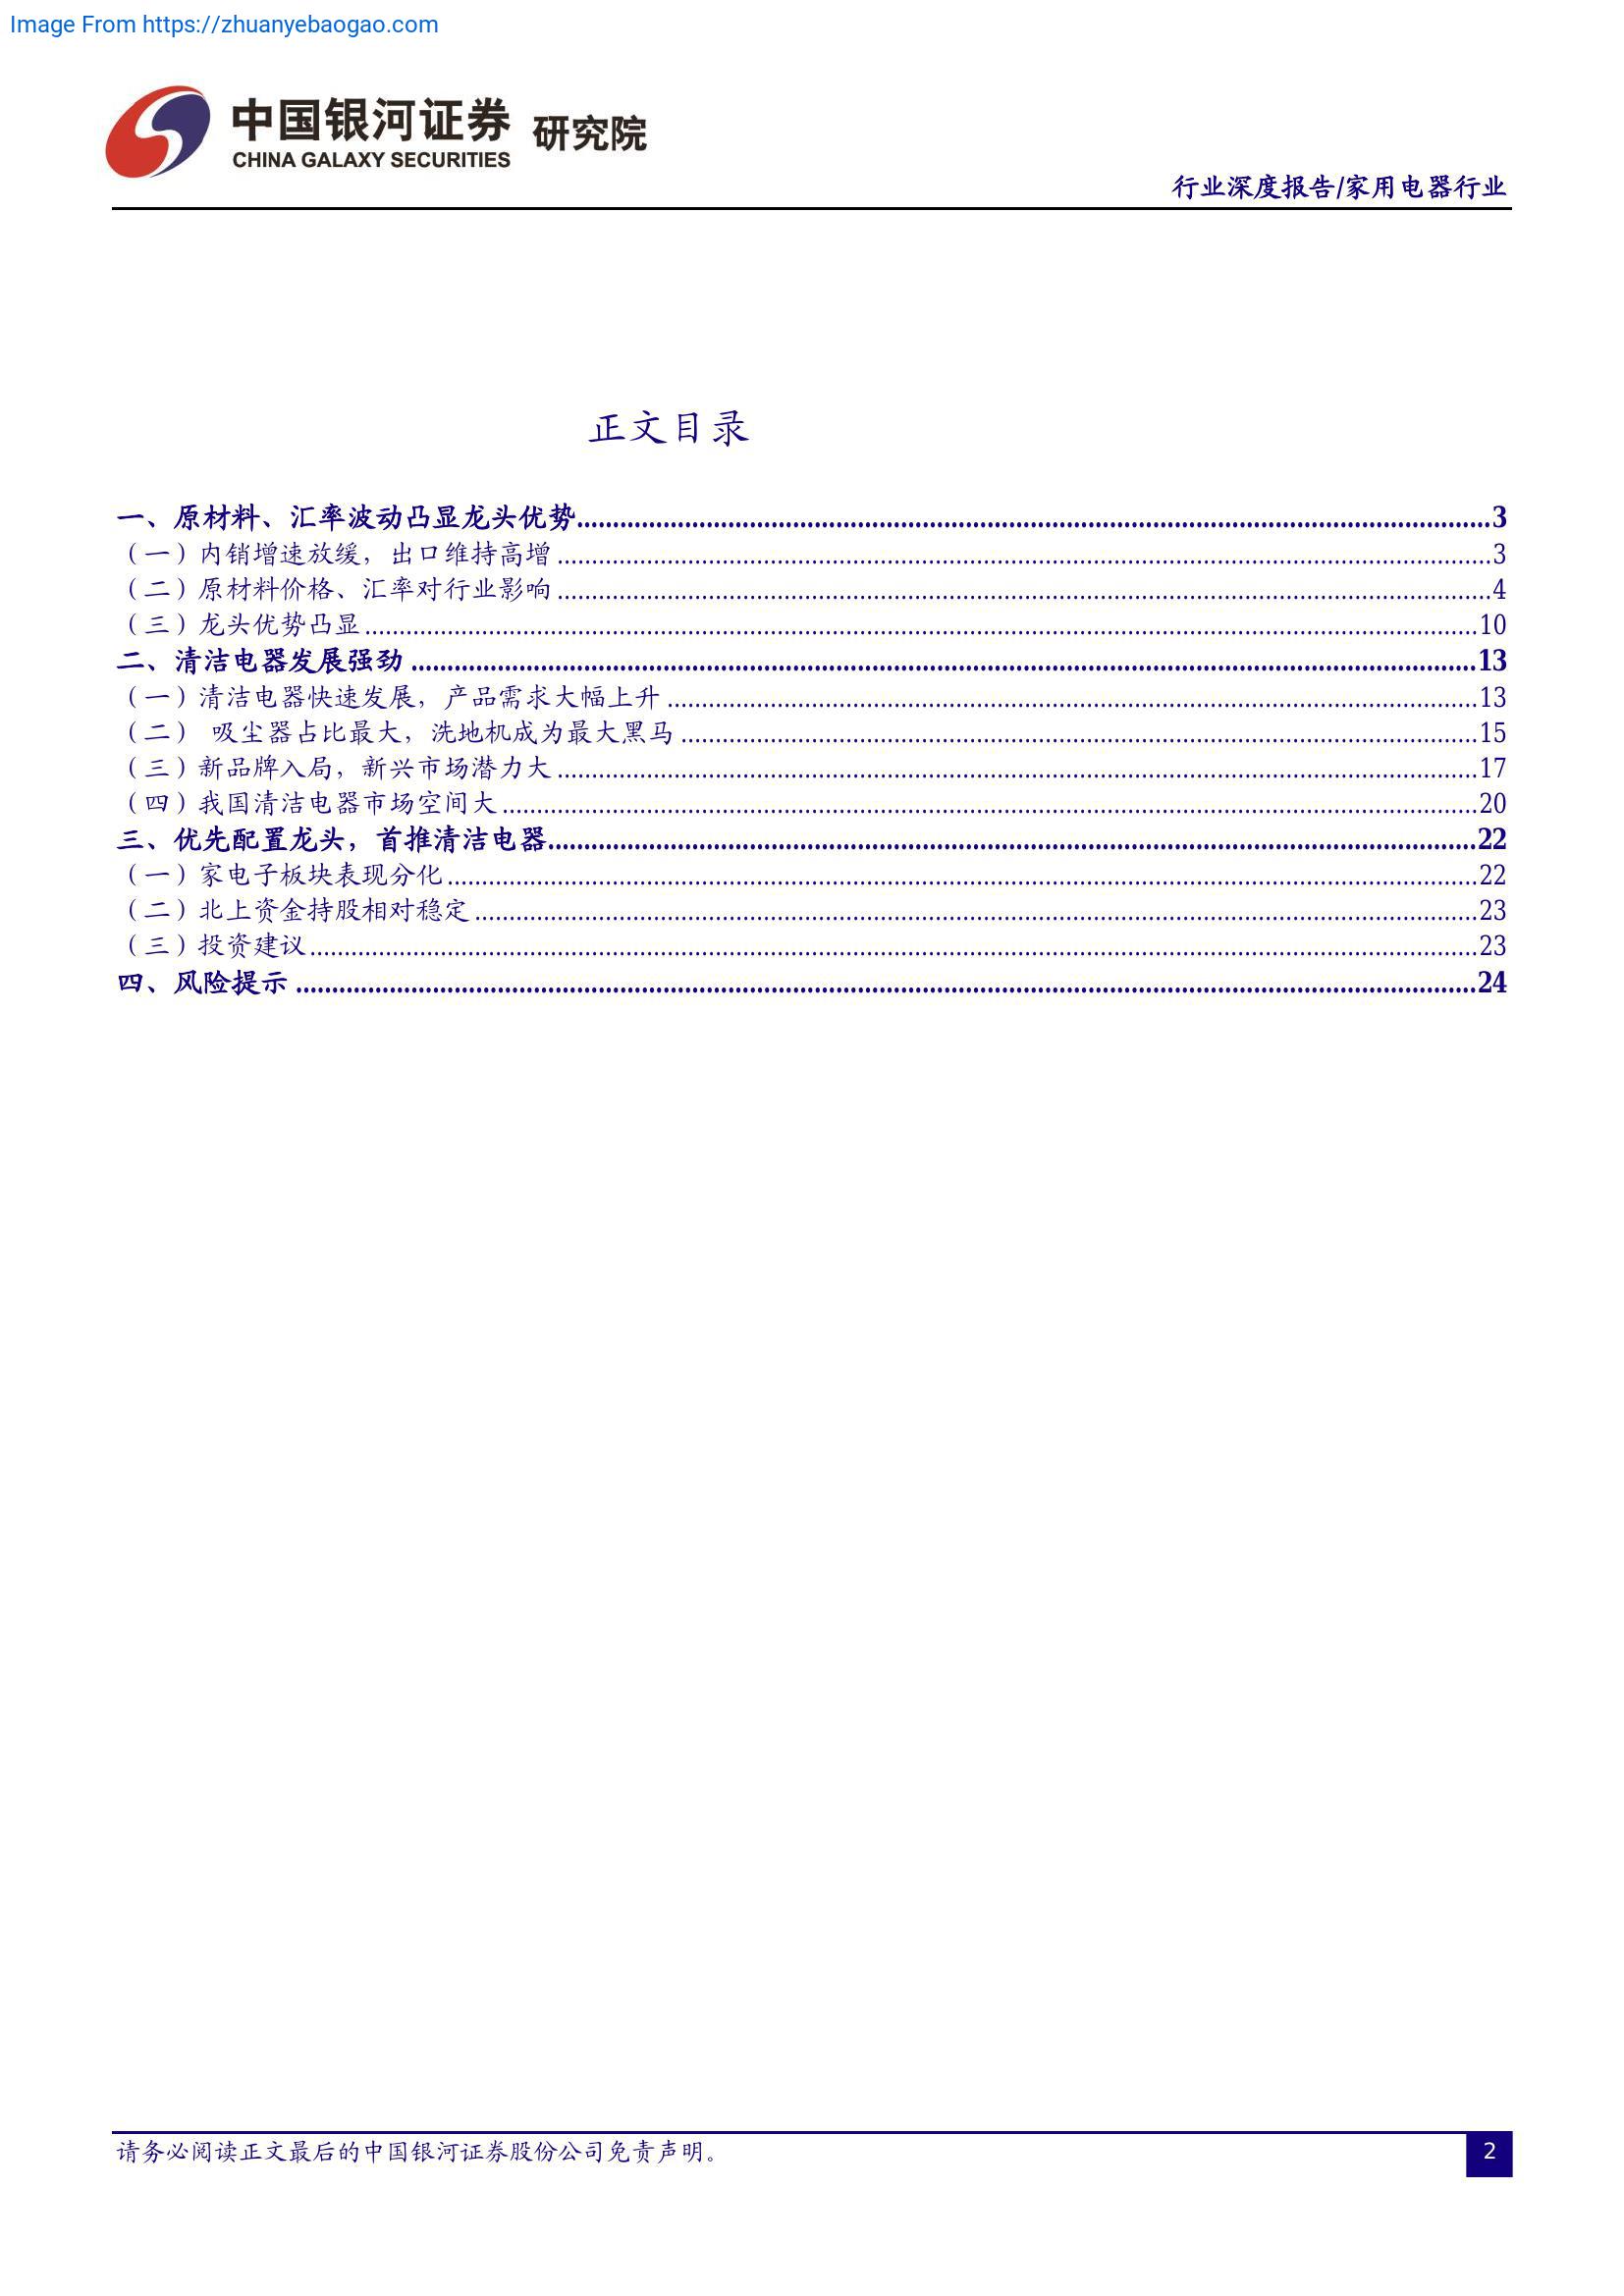 Image From https://zhuanyebaogao.com
中国银河证券 研究院
CHINA GALAXY SECURITIES
行业深度报告/家用电器行业
正文目录
一、原材料、汇率波动凸显龙头优势 3
（一）内销增速放缓，出口维持高增 3
（二）原材料价格、汇率对行业影响 4
（三）龙头优势凸显 10
二、清洁电器发展强劲 13
（一）清洁电器快速发展，产品需求大幅上升 13
（二） 吸尘器占比最大，洗地机成为最大黑马 15
（三）新品牌入局，新兴市场潜力大 17
（四）我国清洁电器市场空间大 20
三、优先配置龙头，首推清洁电器 22
（一）家电子板块表现分化 22
（二）北上资金持股相对稳定 23
（三）投资建议 23
四、风险提示 24
请务必阅读正文最后的中国银河证券股份公司免责声明。
2